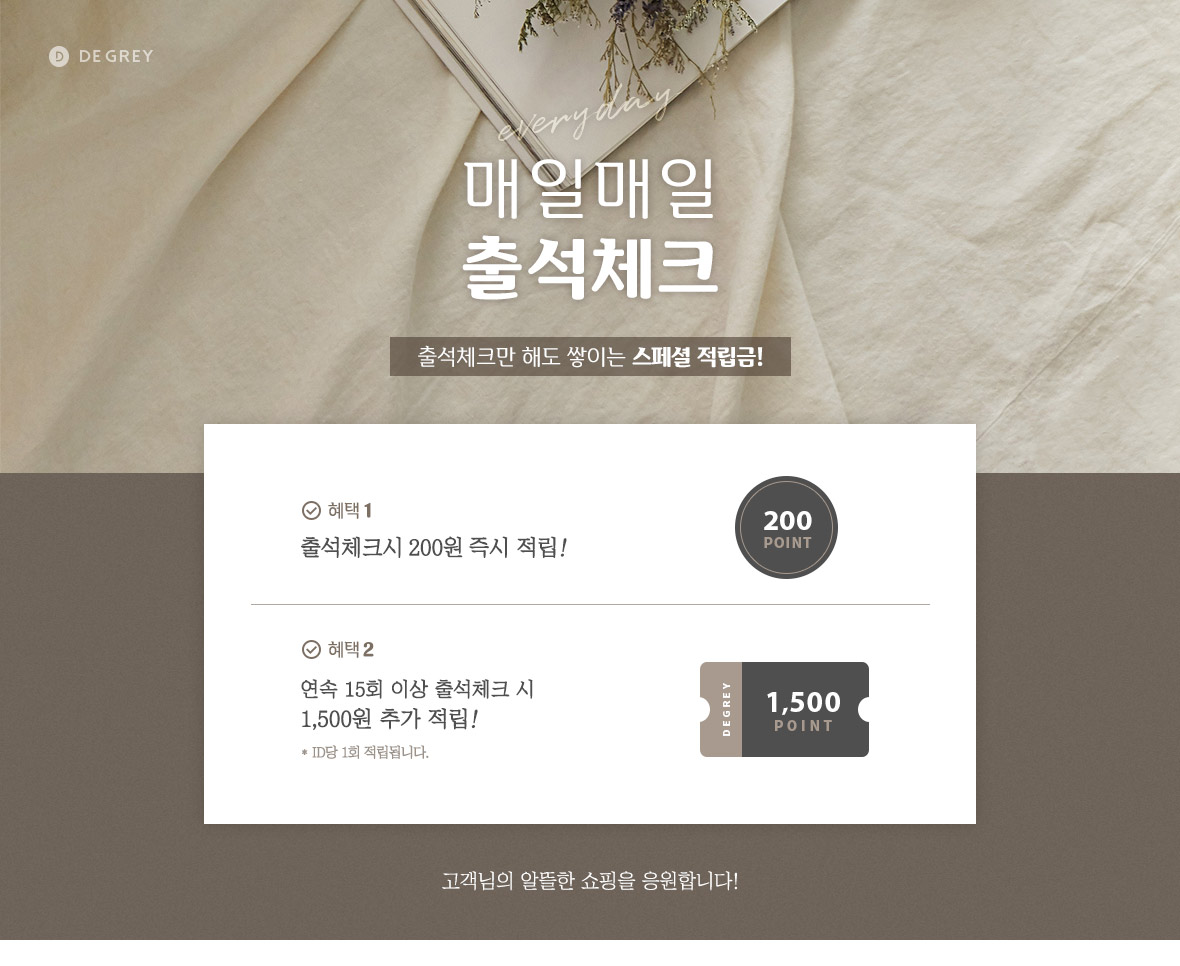 D DEGREY
everyday
매일매일
출석체크
출석체크만 해도 쌓이는 스페셜 적립금!
혜택 1
출석체크시 200원 즉시 적립!
200
POINT
혜택 2
연속 15회 이상 출석체크 시
1,500원 추가 적립!
* ID당 1회 적립됩니다.
DEGREY
1,500
POINT
고객님의 알뜰한 쇼핑을 응원합니다!